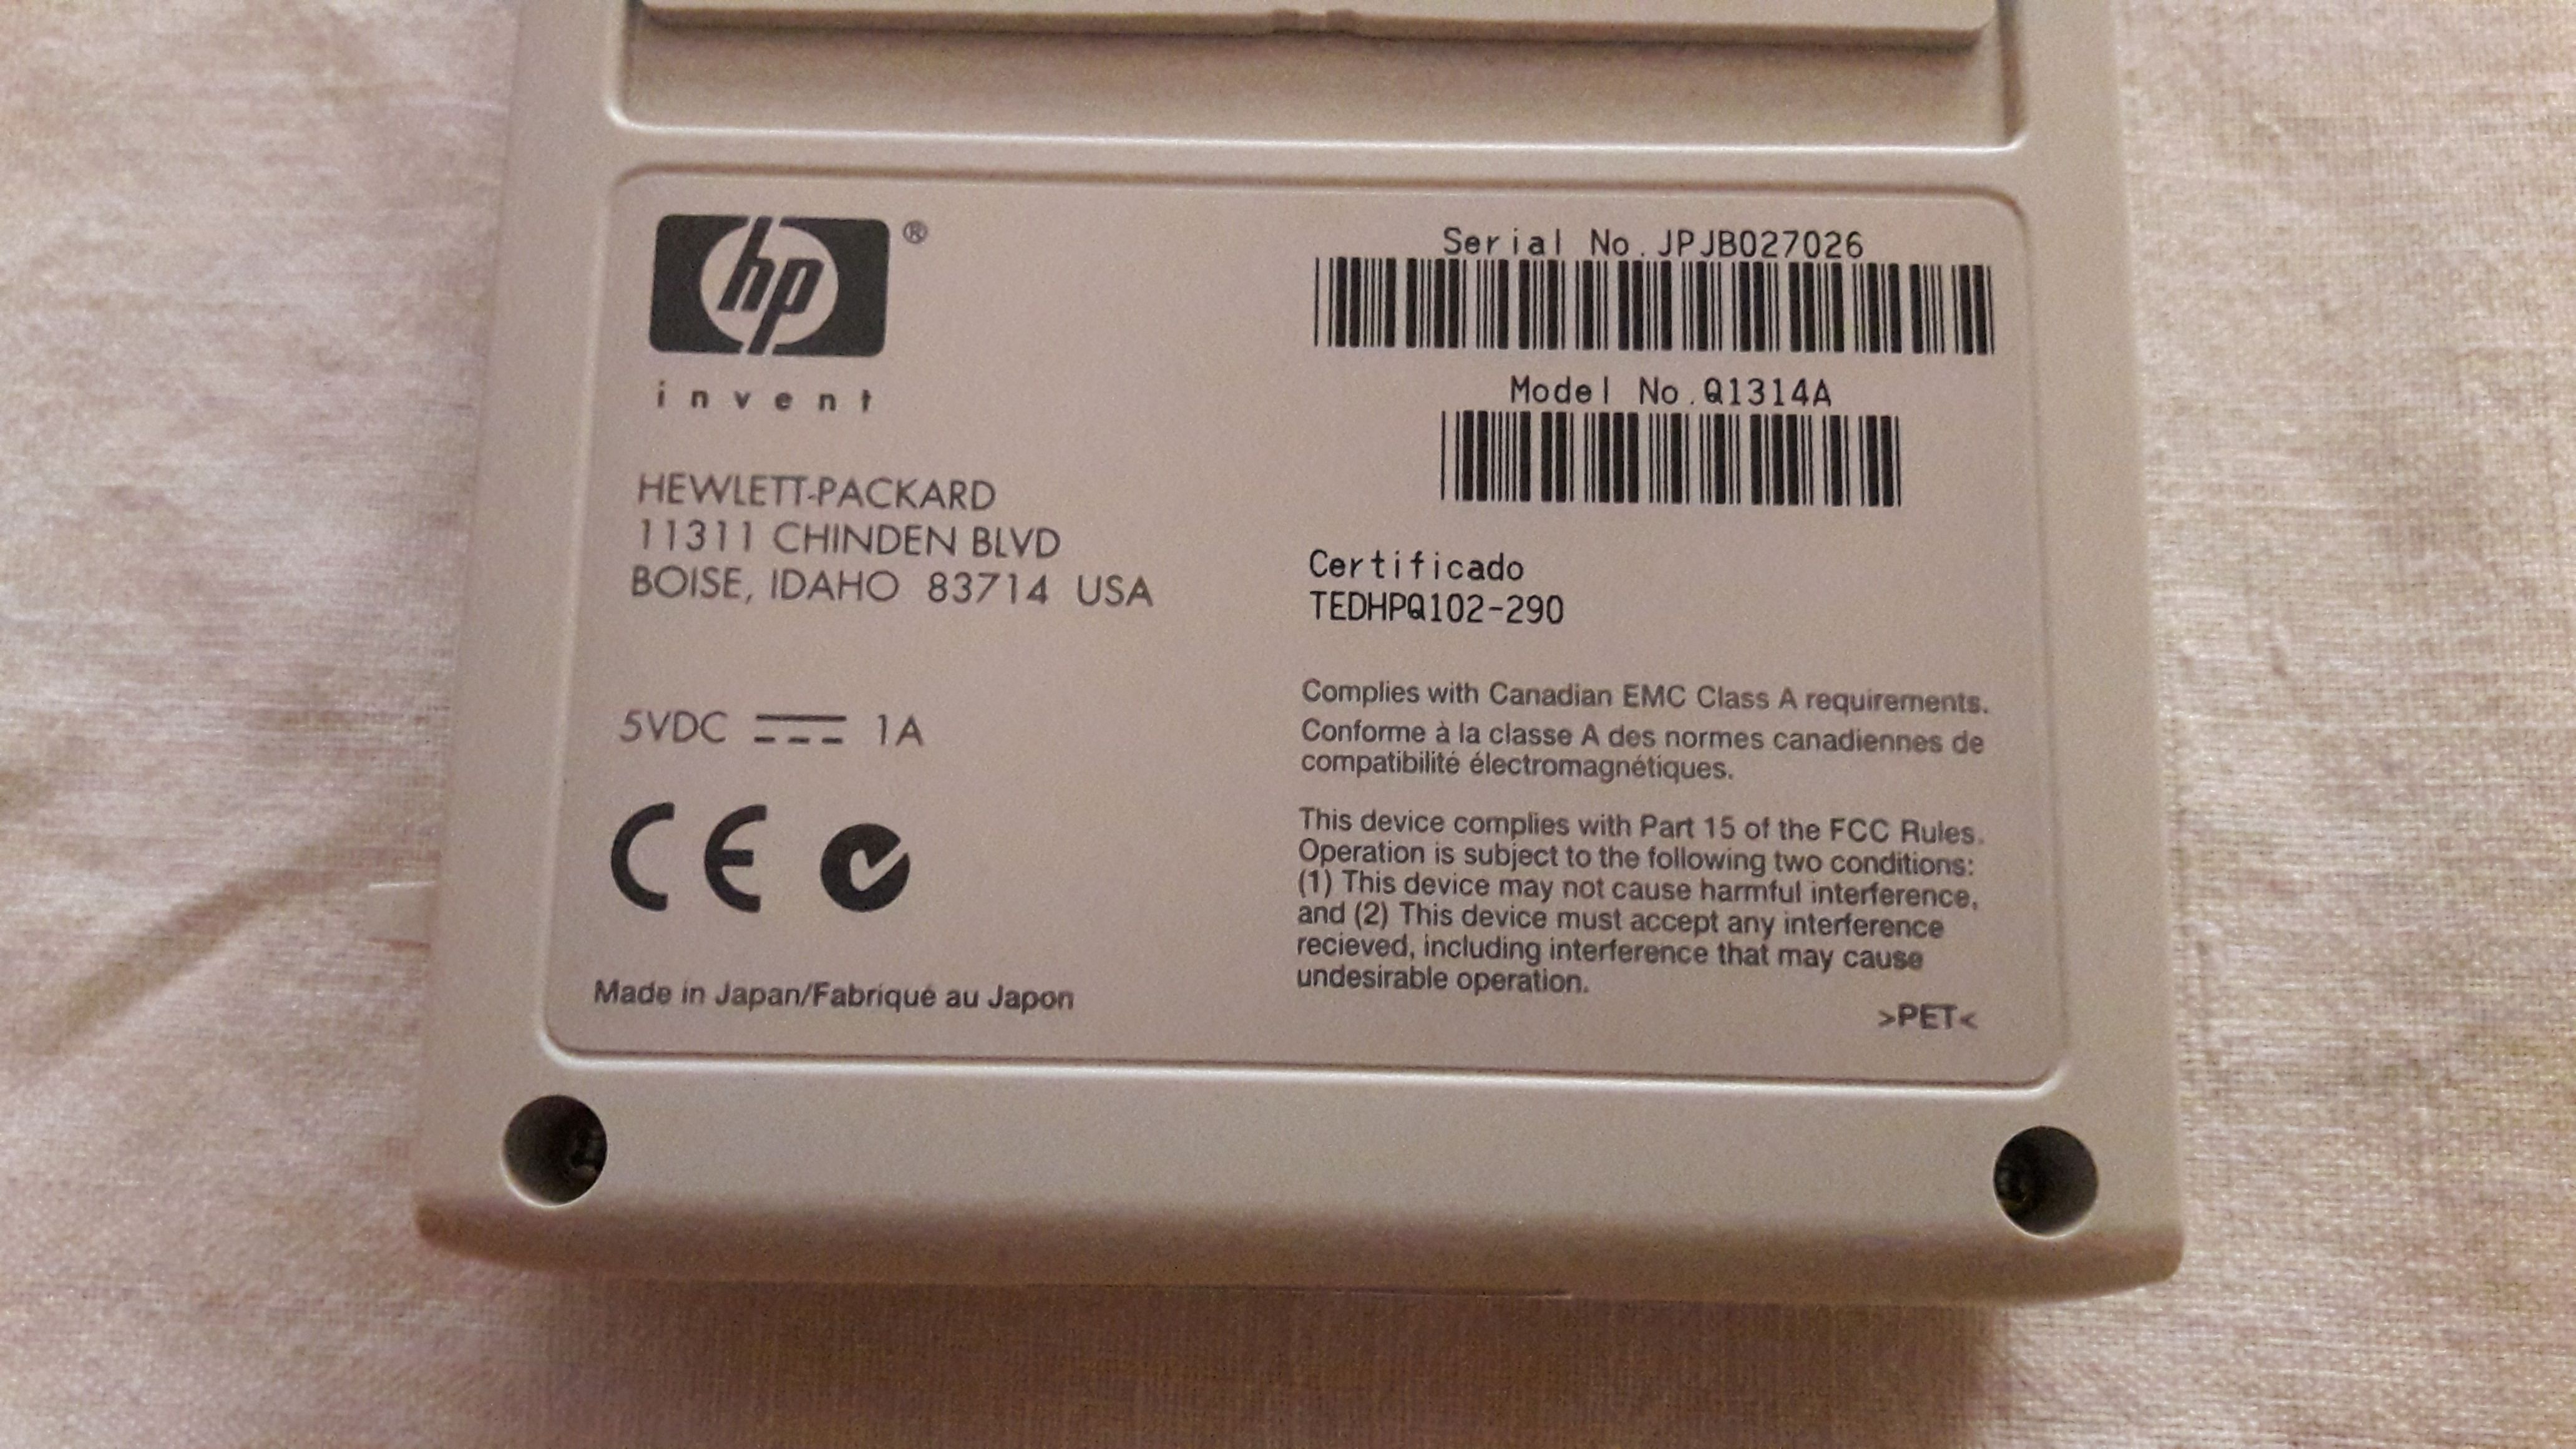 hp ®
invent
HEWLETT-PACKARD
11311 CHINDEN BLVD
BOISE, IDAHO 83714 USA
5VDC 1A
CE
Made in Japan/Fabriqué au Japon
Serial No.JPJB027026
Model No.Q1314A
Certificado
TEDHPQ102-290
Complies with Canadian EMC Class A requirements.
Conforme à la classe A des normes canadiennes de
compatibilité électromagnétiques.
This device complies with Part 15 of the FCC Rules.
Operation is subject to the following two conditions:
(1) This device may not cause harmful interference,
and (2) This device must accept any interference
recieved, including interference that may cause
undesirable operation.
>PET<